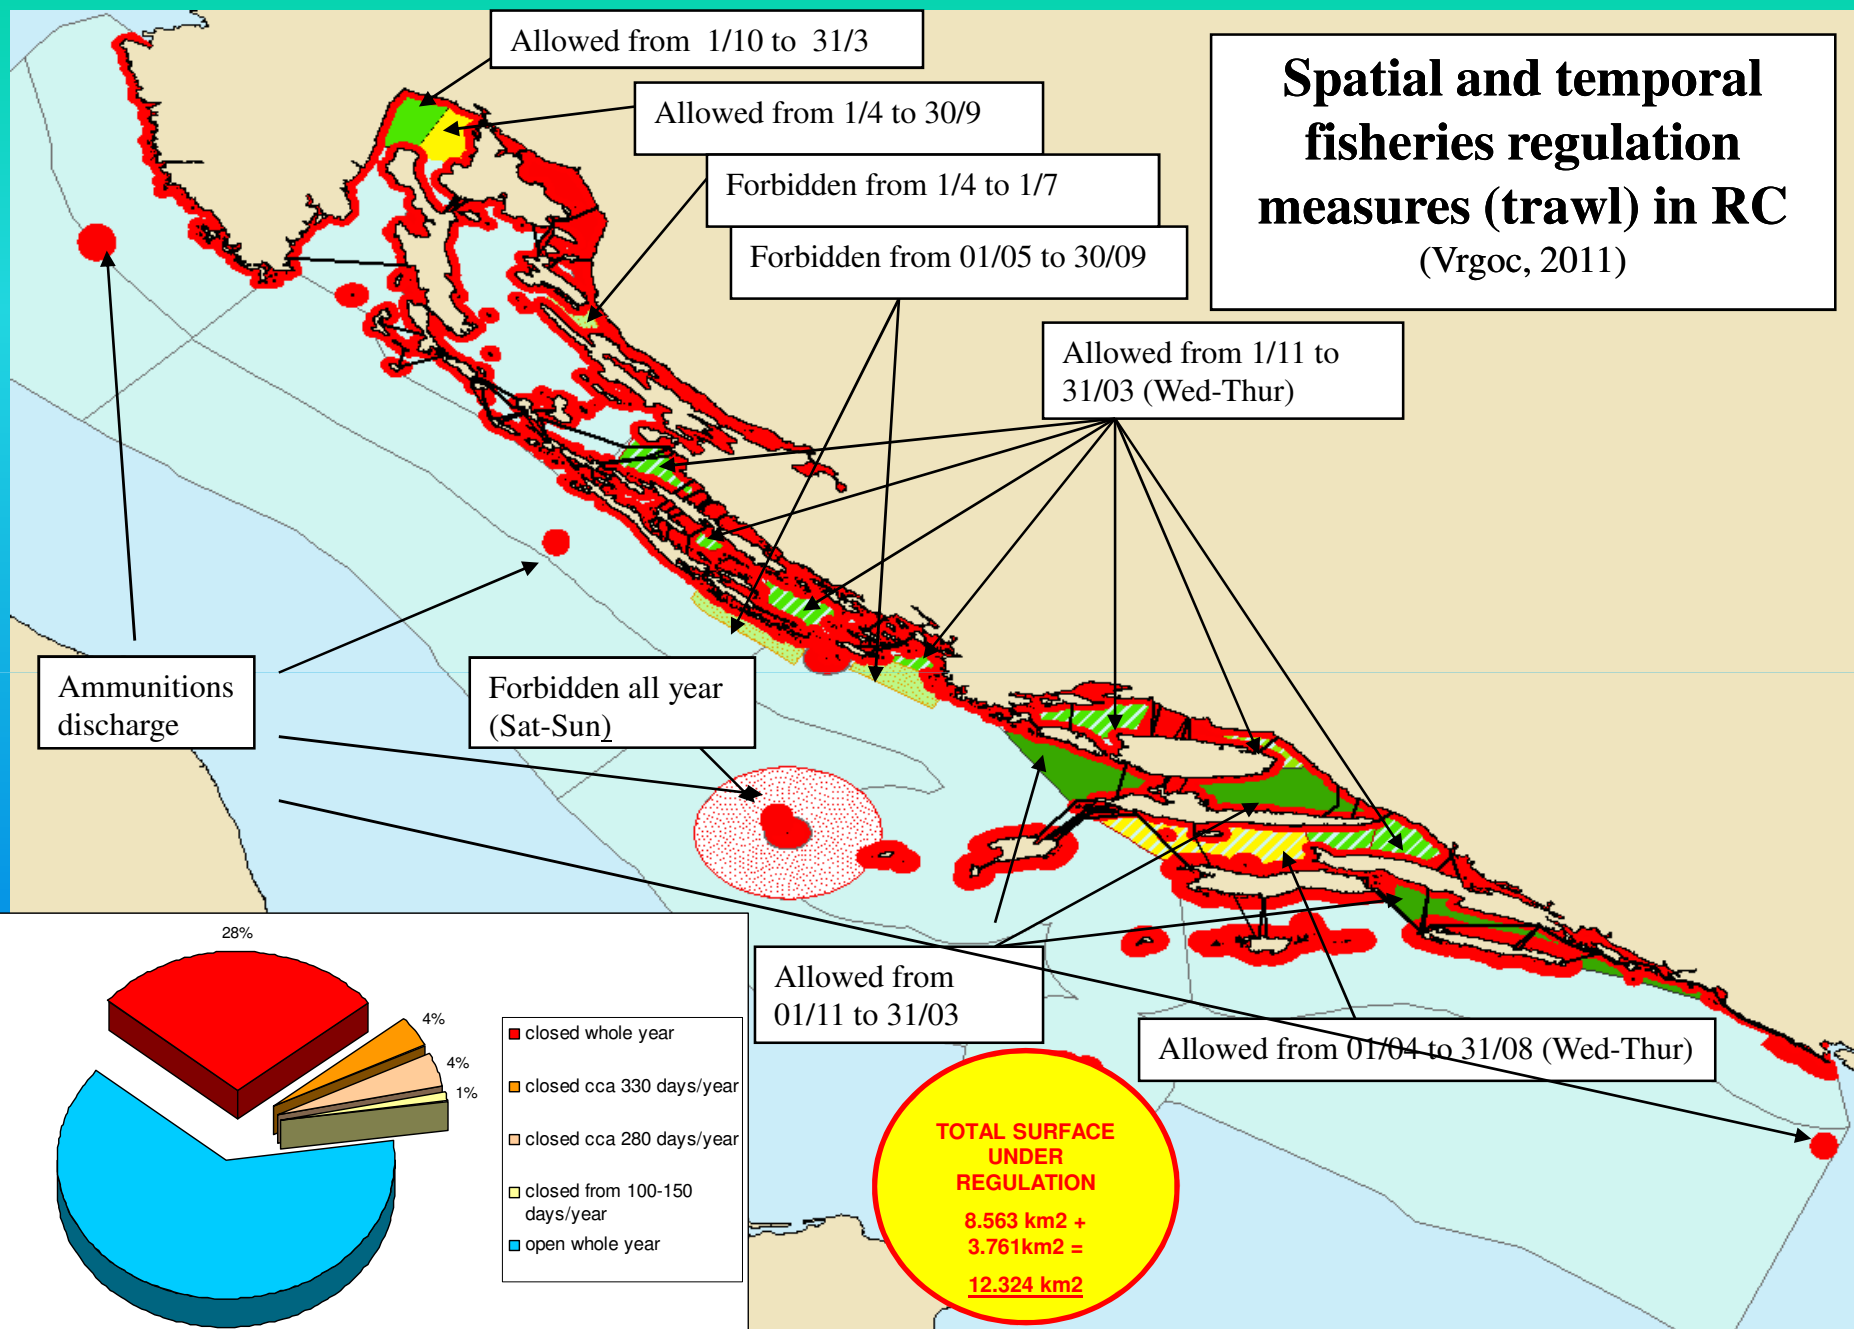 Spatial and temporal
fisheries regulation
measures (trawl) in RC
(Vrgoc, 2011)
Allowed from 1/10 to 31/3
Allowed from 1/4 to 30/9
Forbidden from 1/4 to 1/7
Forbidden from 01/05 to 30/09
Allowed from 1/11 to
31/03 (Wed-Thur)
Ammunitions
discharge
Forbidden all year
(Sat-Sun)
Allowed from
01/11 to 31/03
Allowed from 01/04 to 31/08 (Wed-Thur)
28%
4%
4%
1%
closed whole year
closed cca 330 days/year
closed cca 280 days/year
closed from 100-150
days/year
open whole year
TOTAL SURFACE
UNDER
REGULATION
8.563 km2 +
3.761km2 =
12.324 km2